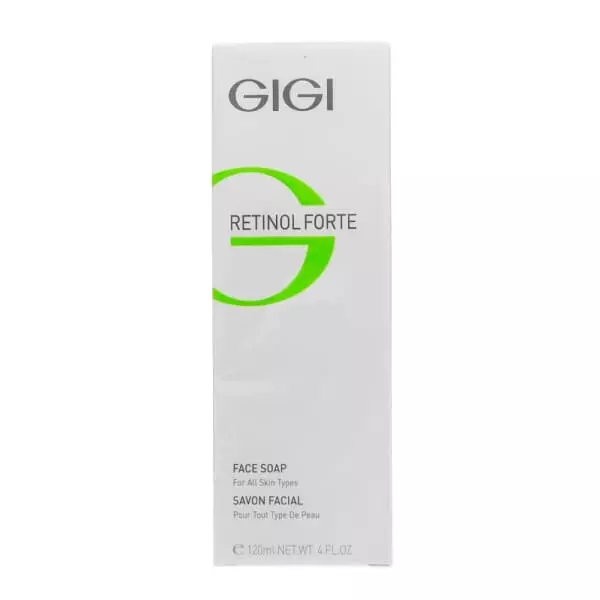 GIGI
RETINOL FORTE
FACE SOAP
For All Skin Types
SAVON FACIAL
Pour Tout Type De Peau
120ml NET.WT. 4 FL.OZ